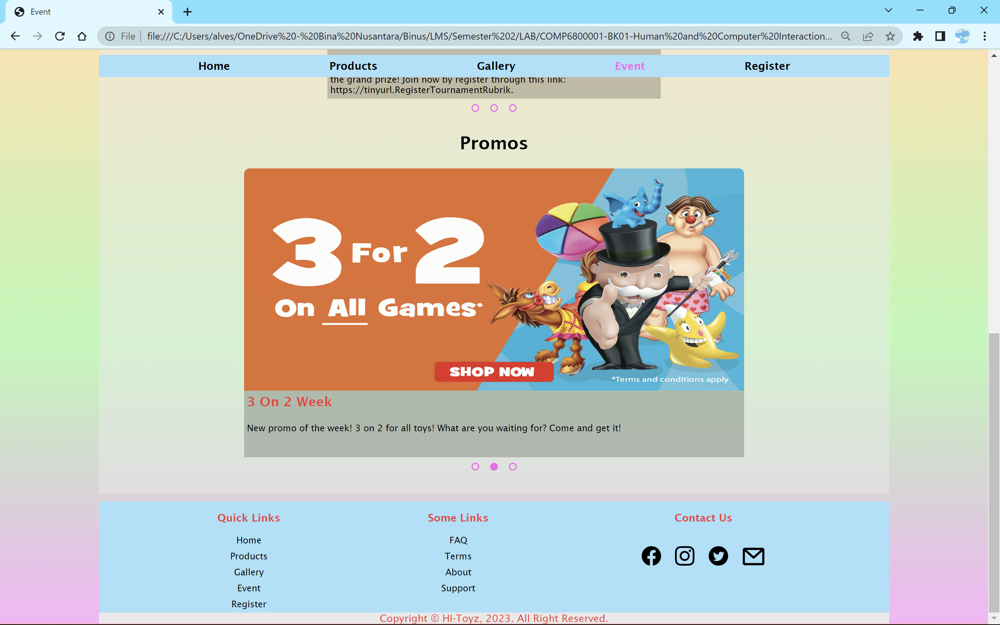 Event
File
file:///C:/Users/alves/OneDrive%20-%20Bina%20Nusantara/Binus/LMS/Semester%202/LAB/COMP6800001-BK01-Human%20and%20Computer%20Interaction...
Home
Products
Gallery
Event
Register
the grand prize! Join now by register through this link:
https://tinyurl.RegisterTournamentRubrik.
Promos
3 For 2
On All Games*
SHOP NOW
*Terms and conditions apply
3 On 2 Week
New promo of the week! 3 on 2 for all toys! What are you waiting for? Come and get it!
Quick Links
Home
Products
Gallery
Event
Register
Some Links
FAQ
Terms
About
Support
Contact Us
Copyright © HI-Toyz, 2023. All Right Reserved.